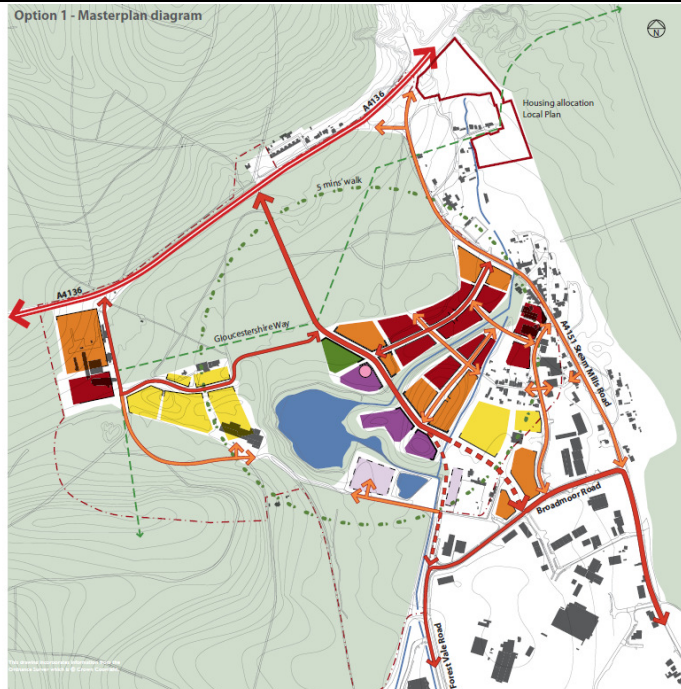 Option 1 - Masterplan diagram
N
A4136
Housing allocation
Local Plan
5 mins' walk
A4136
Gloucestershire Way
A4151 Steam Mills Road
Broadmoor Road
Forest Vale Road